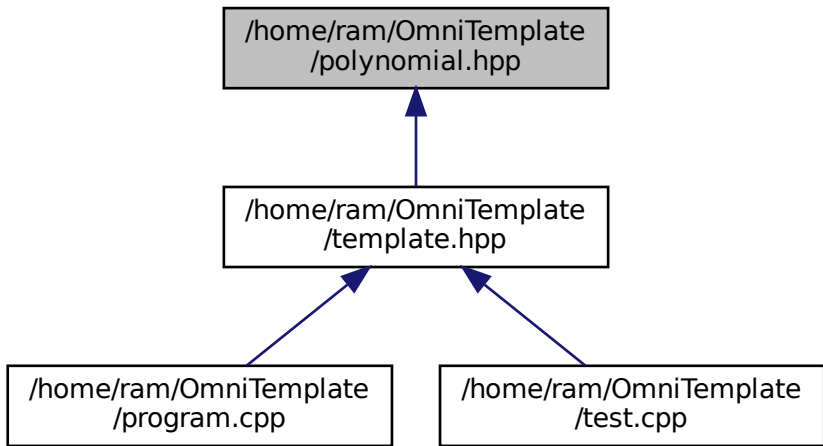 /home/ram/OmniTemplate
/polynomial.hpp
/home/ram/OmniTemplate
/template.hpp
/home/ram/OmniTemplate
/program.cpp
/home/ram/OmniTemplate
/test.cpp